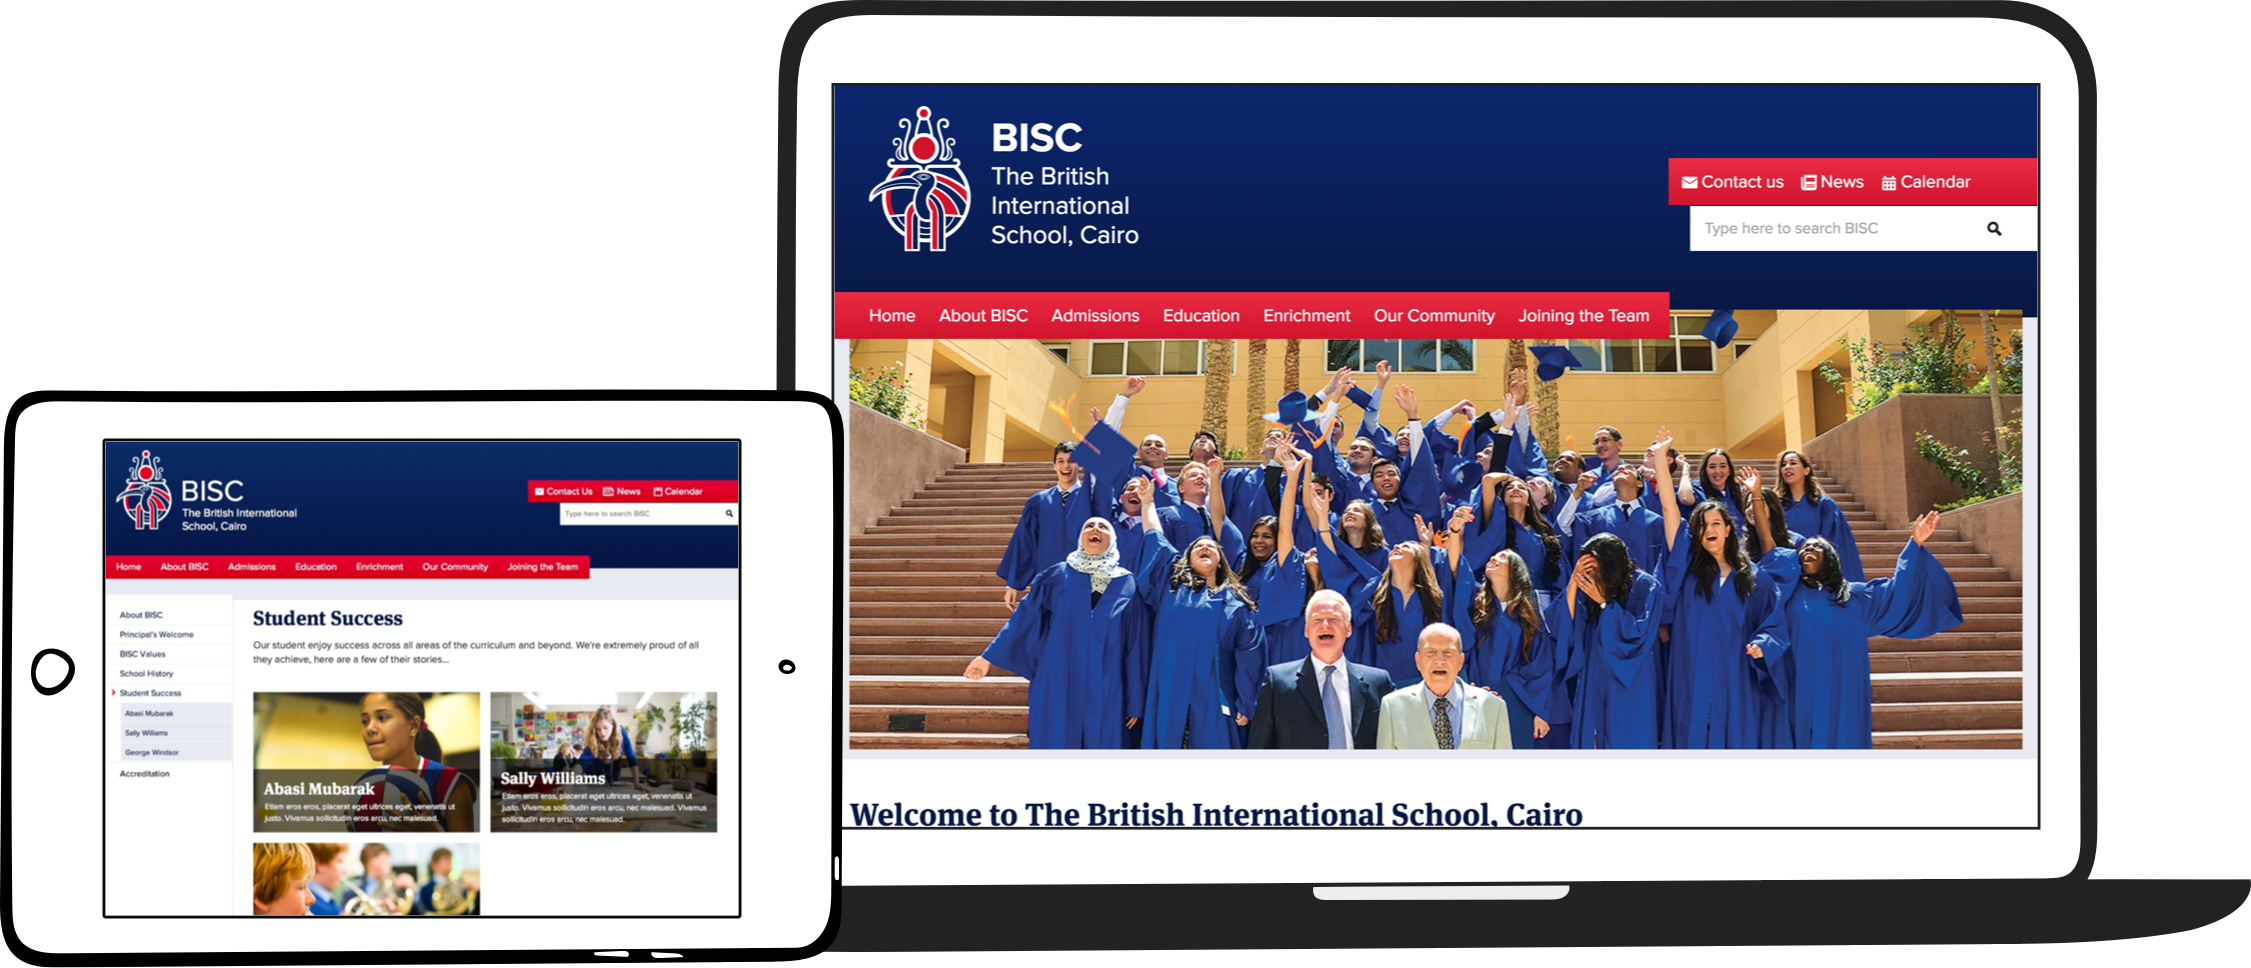 BISC
The British
International
School, Cairo
Contact us News Calendar
Type here to search BISC
Home About BISC Admissions Education Enrichment Our Community Joining the Team
Welcome to The British International School, Cairo
BISC
The British International
School, Cairo
Contact Us News Calendar
Type here to search BISC
Home About BISC Admissions Education Enrichment Our Community Joining the Team
About BISC
Principal's Welcome
BISC Values
School History
Student Success
Abasi Mubarak
Sally Williams
George Windsor
Accreditation
Student Success
Our student enjoy success across all areas of the curriculum and beyond. We're extremely proud of all
they achieve, here are a few of their stories...
Abasi Mubarak
Etiam eros eros, placerat eget ultrices eget, venenatis ut
justo. Vivamus sollicitudin eros arcu, nec malesuad.
Sally Williams
Etiam eros eros, placerat eget ultrices eget, venenatis ut
justo. Vivamus sollicitudin eros arcu, nec malesuad. Vivamus
sollicitudin eros arcu, nec malesuad.